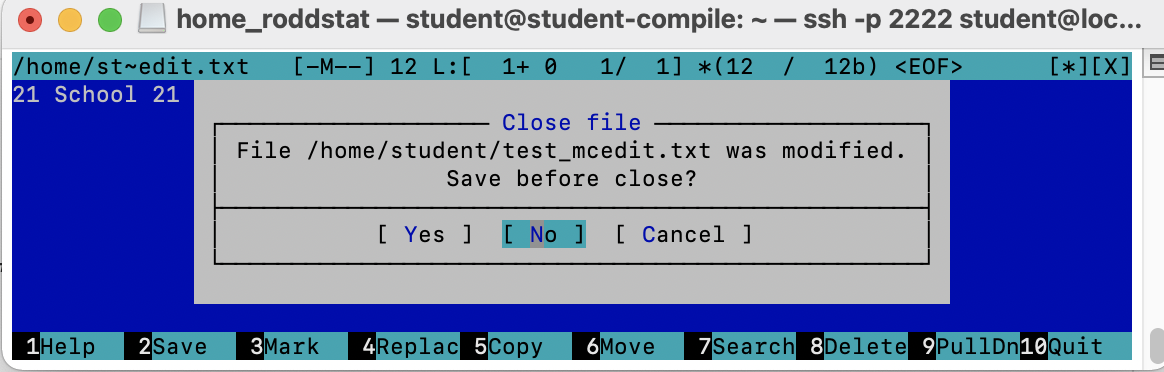 home_roddstat — student@student-compile: ~ — ssh -p 2222 student@loc...
/home/st~edit.txt [-M--] 12 L:[ 1+ 0 1/ 1] *(12 / 12b) <EOF> [*][X]
21 School 21
Close file
File /home/student/test_mcedit.txt was modified.
Save before close?
[ Yes ] [ No ] [ Cancel ]
1Help 2Save 3Mark 4Replac 5Copy 6Move 7Search 8Delete 9PullDn 10Quit